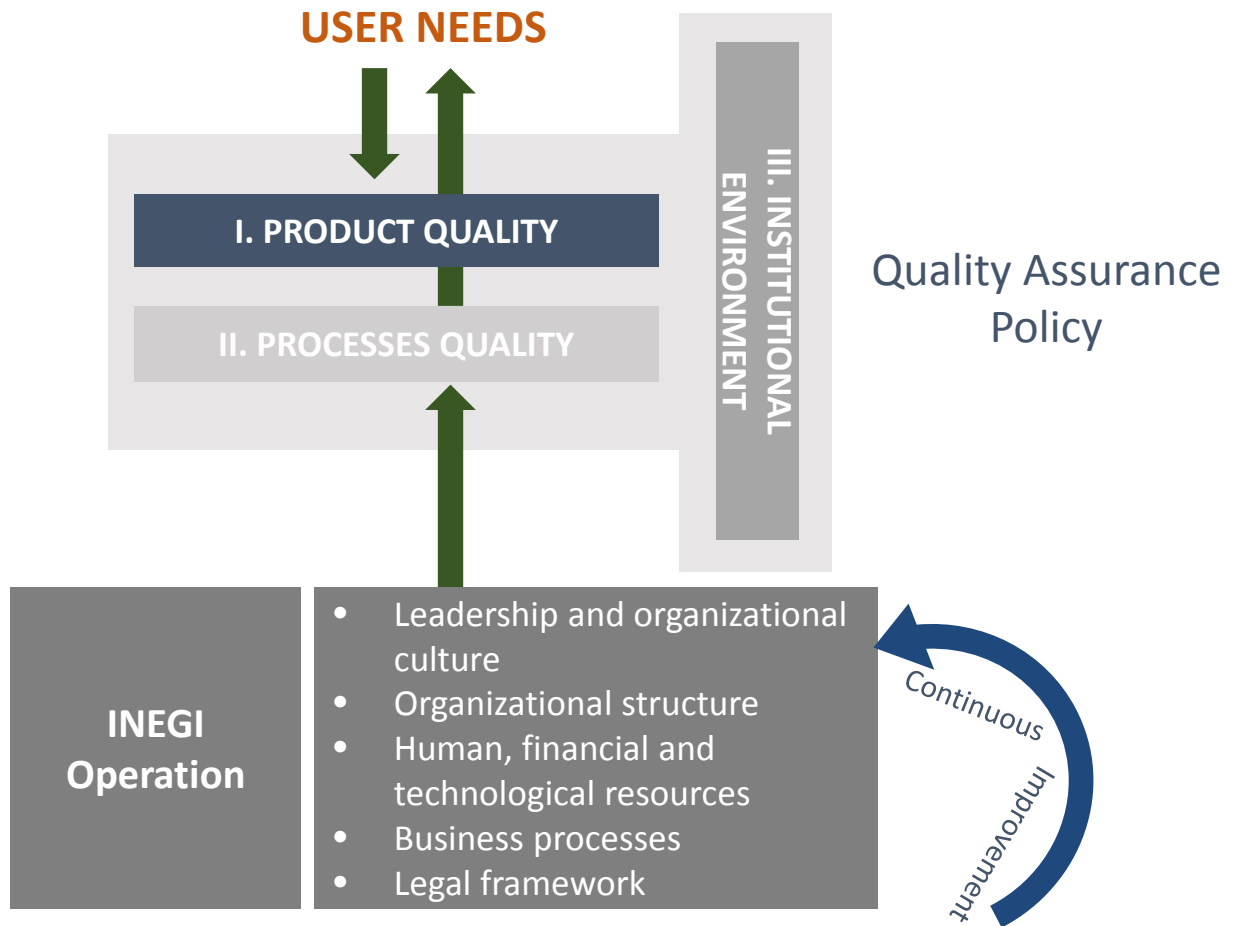 USER NEEDS
I. PRODUCT QUALITY
II. PROCESSES QUALITY
III. INSTITUTIONAL
ENVIRONMENT
Quality Assurance
Policy
INEGI
Operation
• Leadership and organizational
culture
• Organizational structure
• Human, financial and
technological resources
• Business processes
• Legal framework
Continuous
Improvement